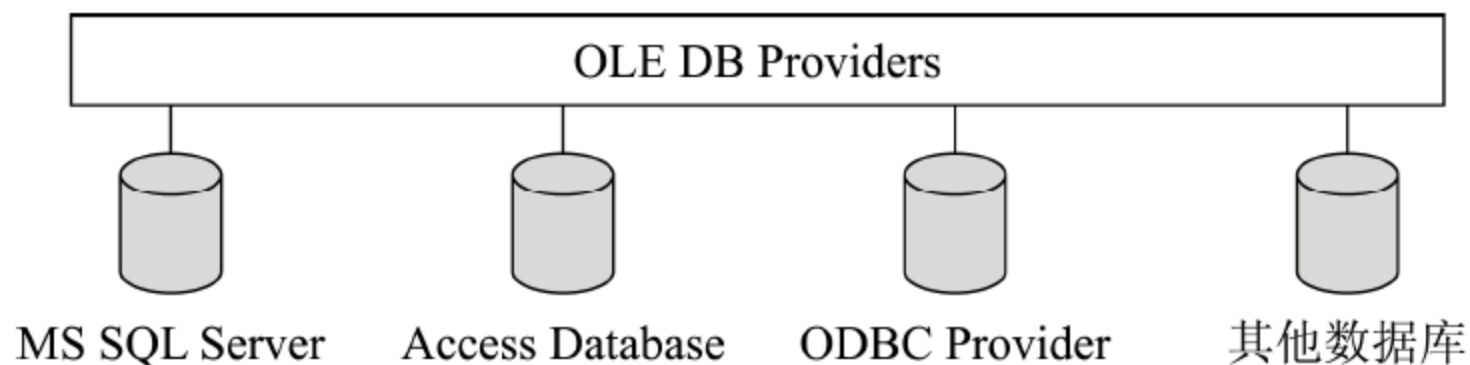 OLE DB Providers
MS SQL Server
Access Database
ODBC Provider
其他数据库